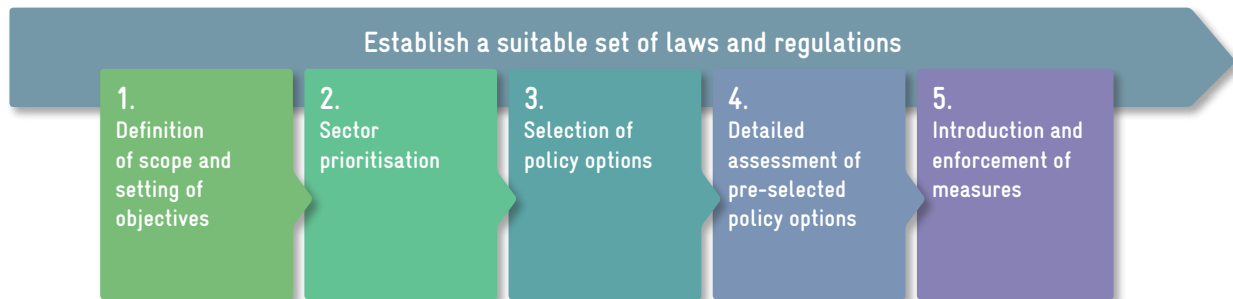 Establish a suitable set of laws and regulations
1.
Definition
of scope and
setting of
objectives
2.
Sector
prioritisation
3.
Selection of
policy options
4.
Detailed
assessment of
pre-selected
policy options
5.
Introduction and
enforcement of
measures